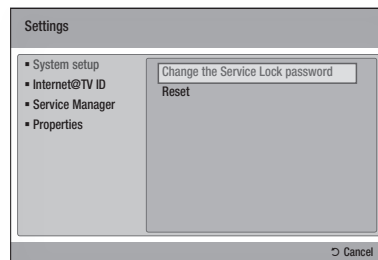 Settings
▪ System setup
▪ Internet@TV ID
▪ Service Manager
▪ Properties
Change the Service Lock password
Reset
⮌ Cancel